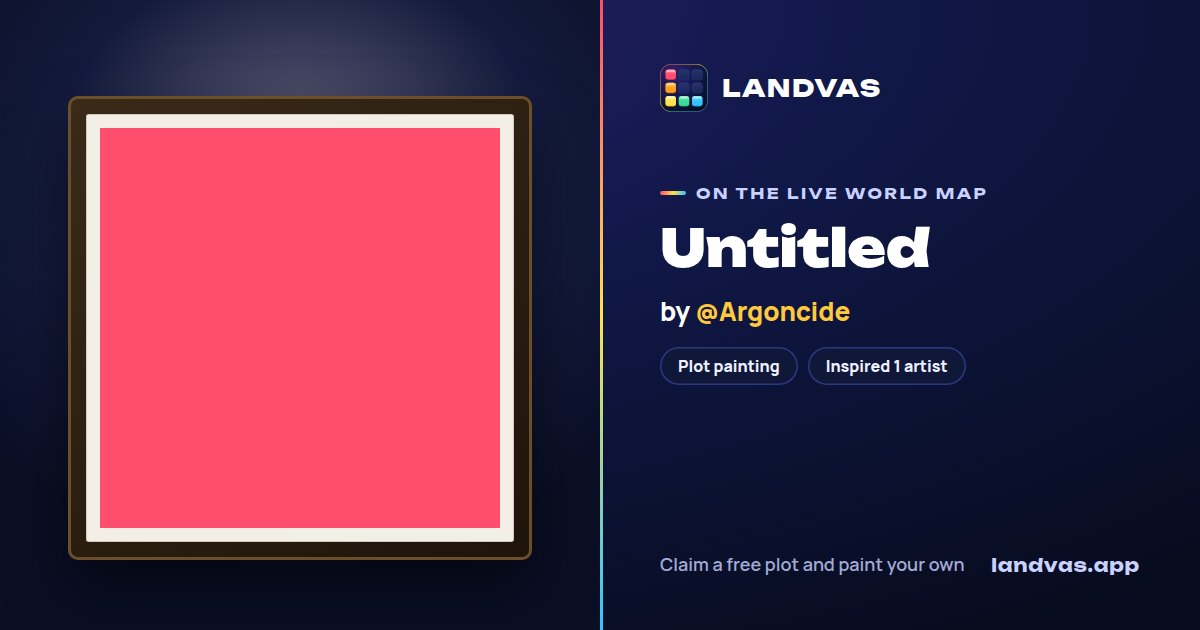 LANDVAS
ON THE LIVE WORLD MAP
Untitled
by @Argoncide
Plot painting
Inspired 1 artist
Claim a free plot and paint your own
landvas.app